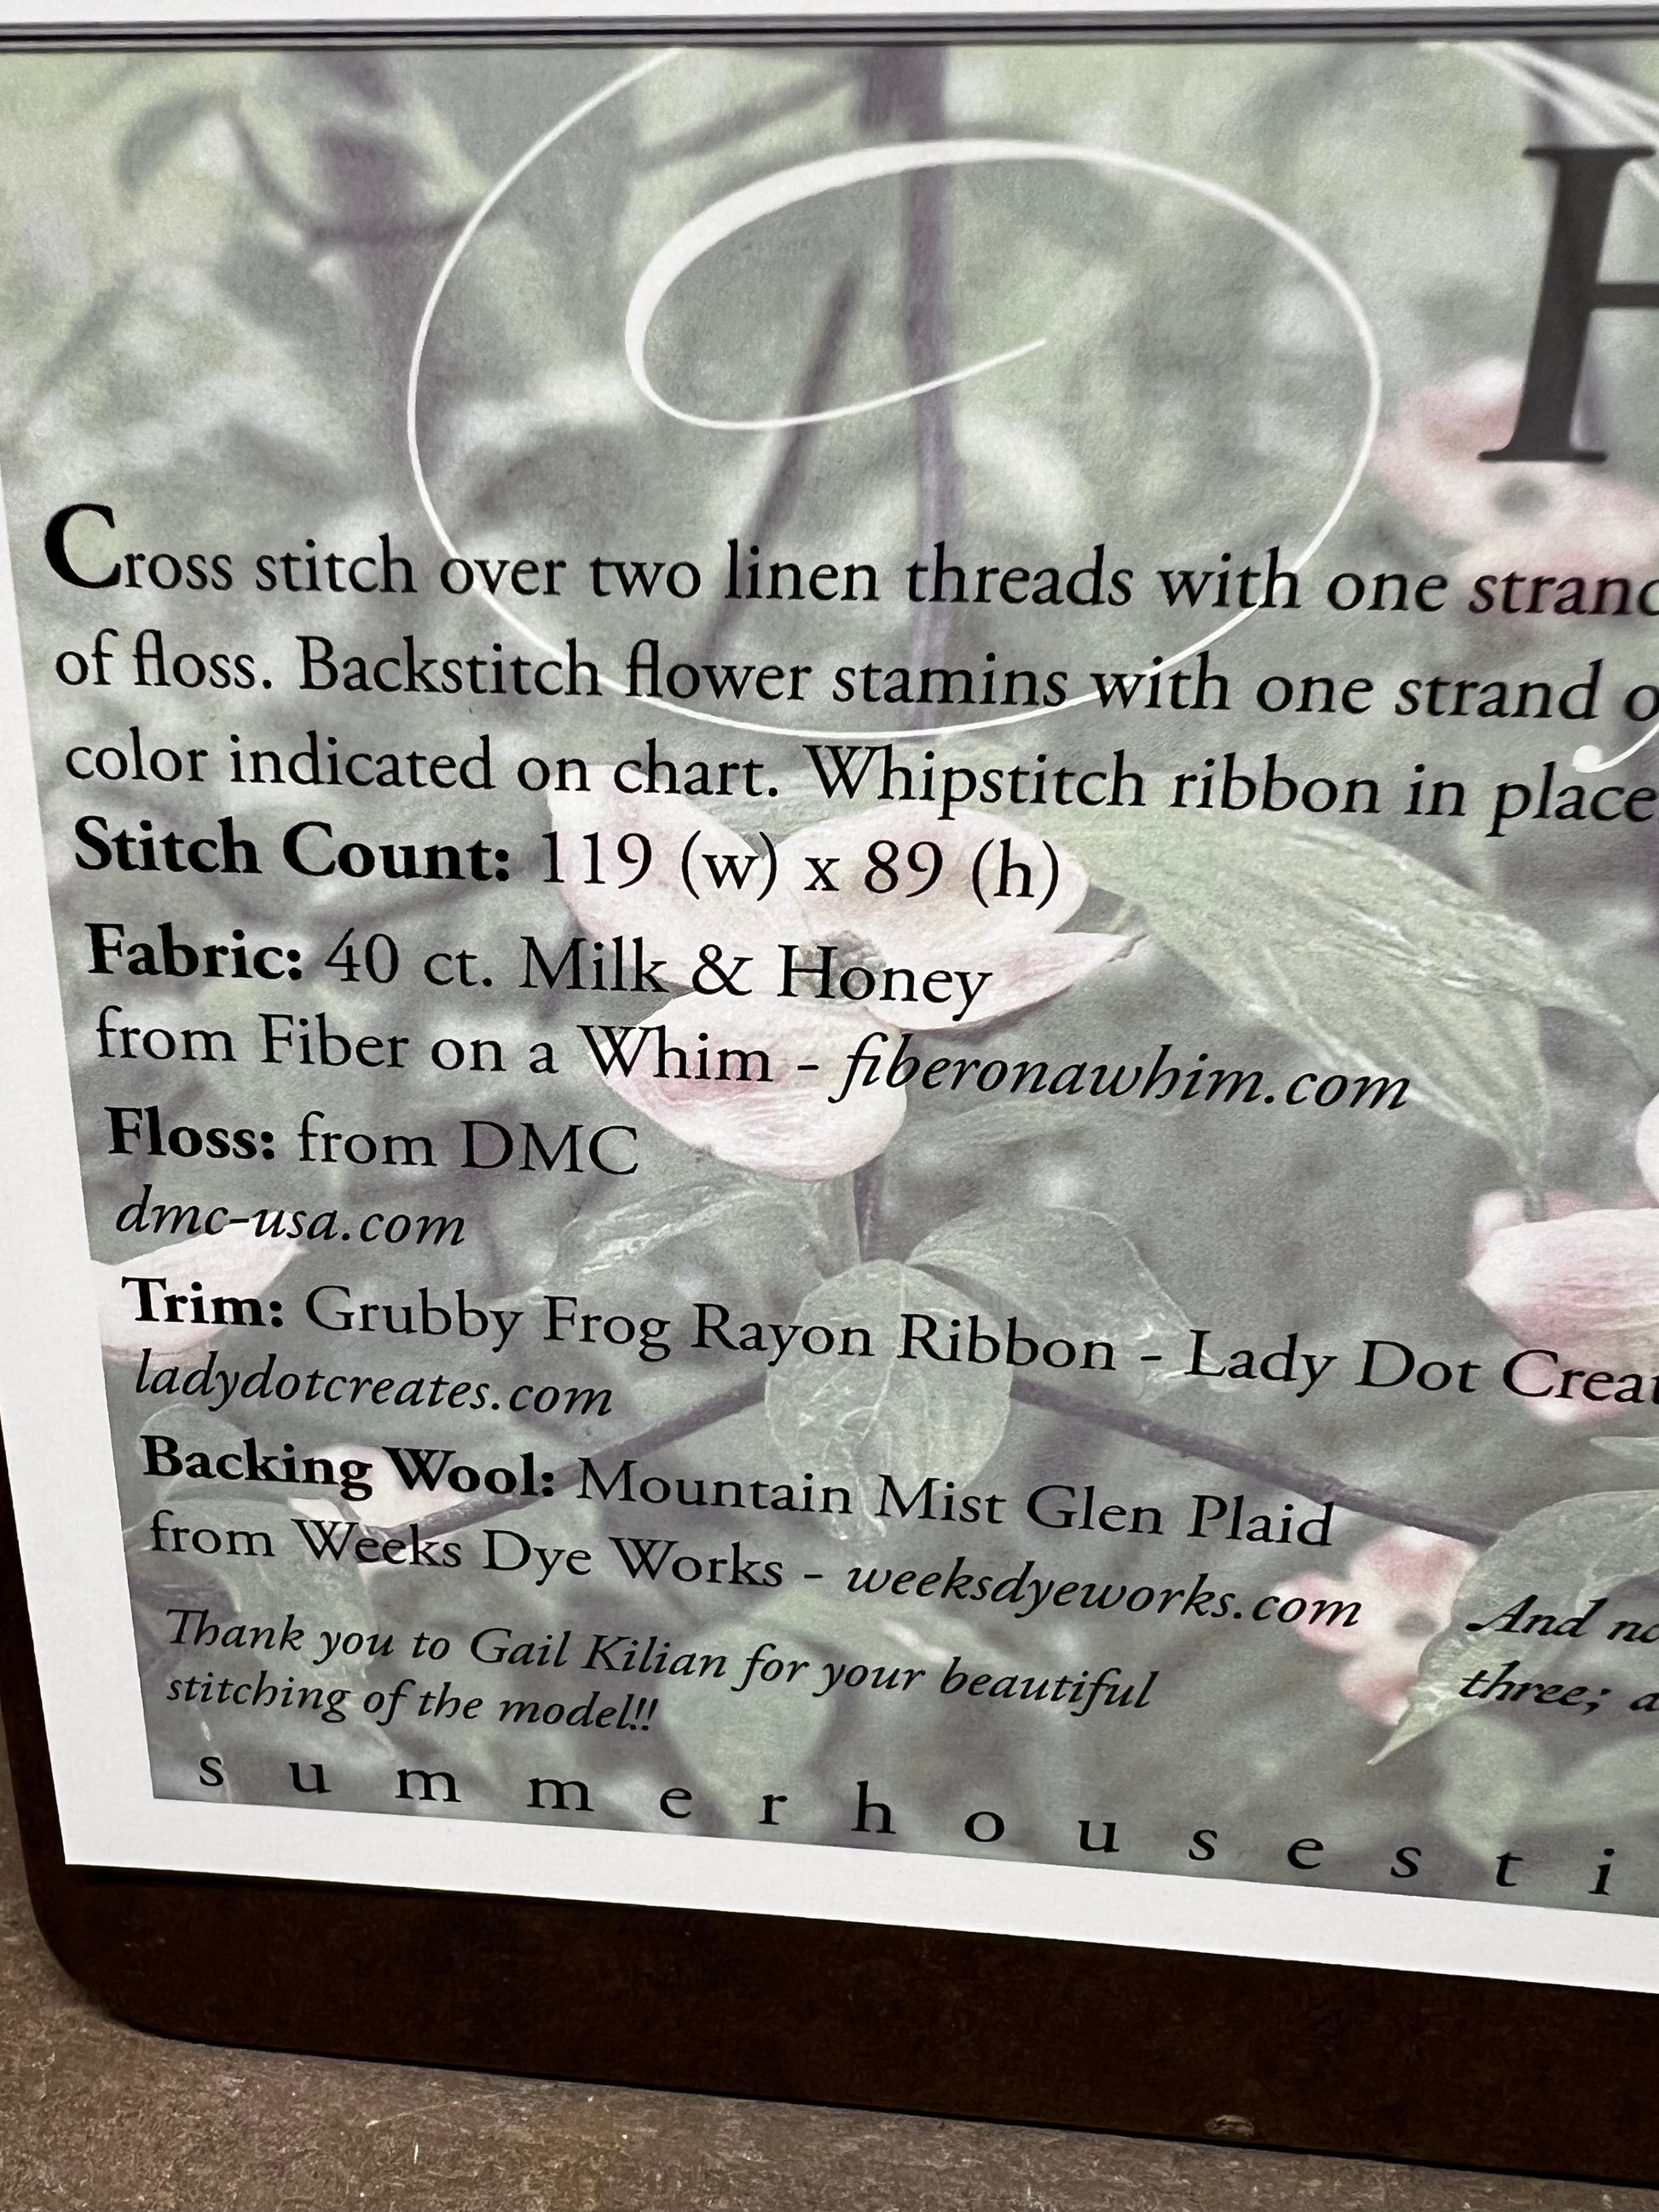 H
Cross stitch over two linen threads with one strand
of floss. Backstitch flower stamins with one strand
color indicated on chart. Whipstitch ribbon in place
Stitch Count: 119 (w) x 89 (h)
Fabric: 40 ct. Milk & Honey
from Fiber on a Whim - fiberonawhim.com
Floss: from DMC
dmc-usa.com
Trim: Grubby Frog Rayon Ribbon - Lady Dot Creat
ladydotcreates.com
Backing Wool: Mountain Mist Glen Plaid
from Weeks Dye Works - weeksdyeworks.com
Thank you to Gail Kilian for your beautiful
stitching of the model!!
And
three;
s u m m e r h o u s e s t i